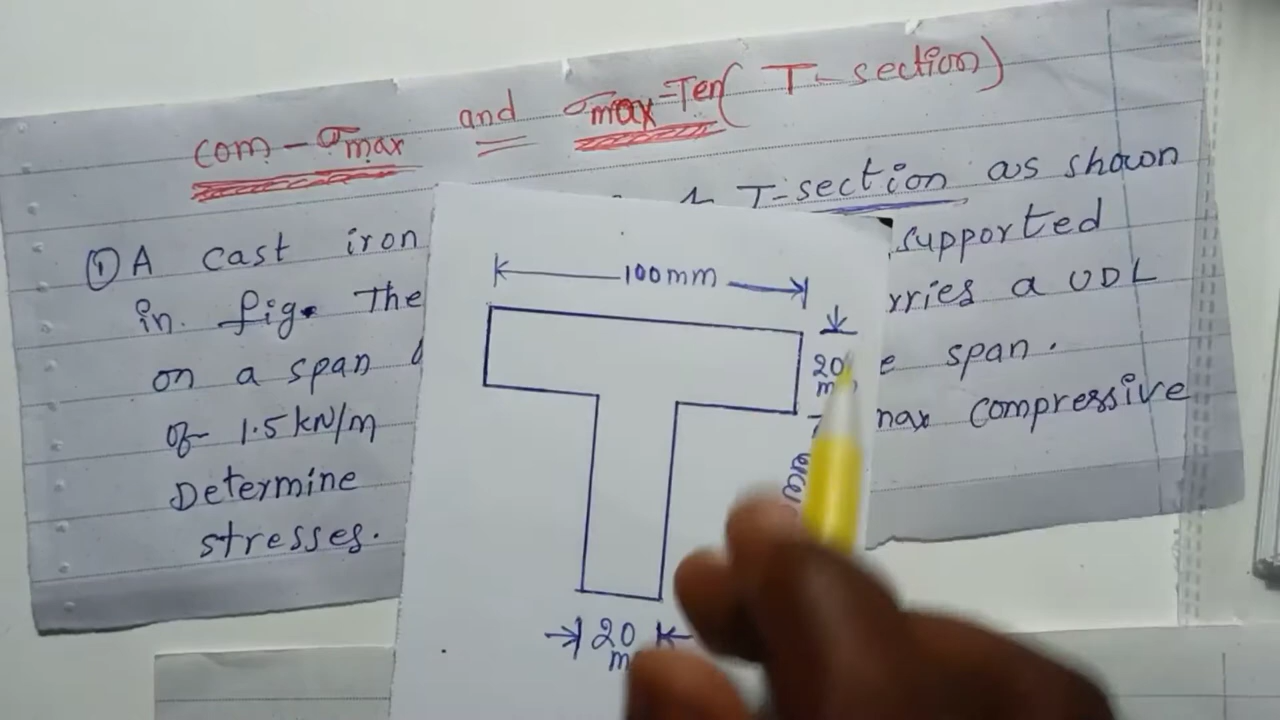 com-σmax and σmax-Ten( T-section)
T-section as shown
① A cast iron
supported
in. fig. The
rries a UDL
on a span
e span.
of 1.5 kN/m
max compressive
Determine
stresses.
100mm
20
m
20
m